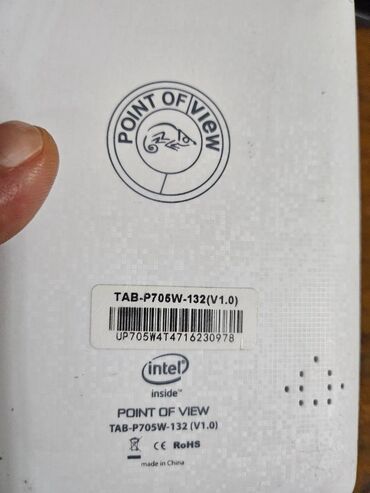 POINT OF VIEW
TAB-P705W-132(V1.0)
UP705W4T4716230978
intel
inside™
POINT OF VIEW
TAB-P705W-132 (V1.0)
CE RoHS
made in China